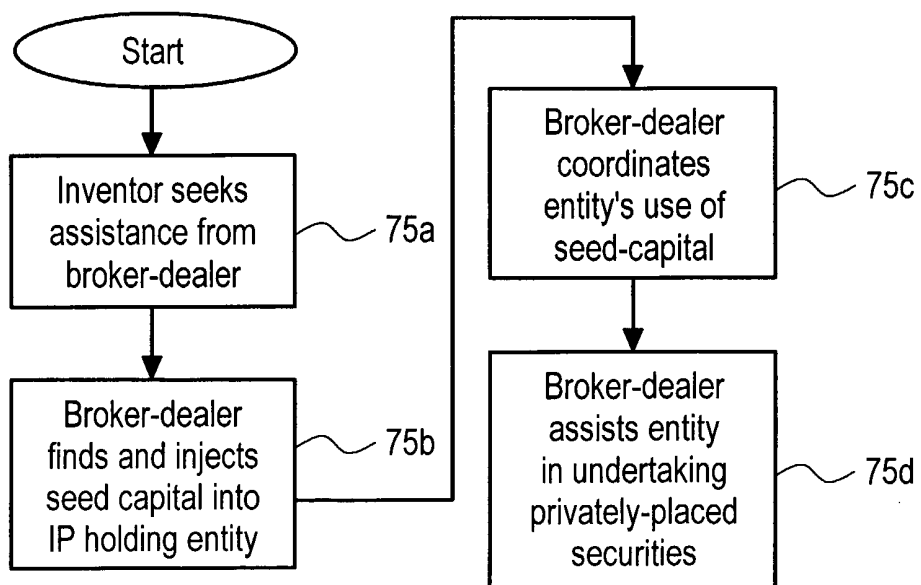 Start
Inventor seeks
assistance from
broker-dealer
75a
Broker-dealer
finds and injects
seed capital into
IP holding entity
75b
Broker-dealer
coordinates
entity's use of
seed-capital
75c
Broker-dealer
assists entity
in undertaking
privately-placed
securities
75d